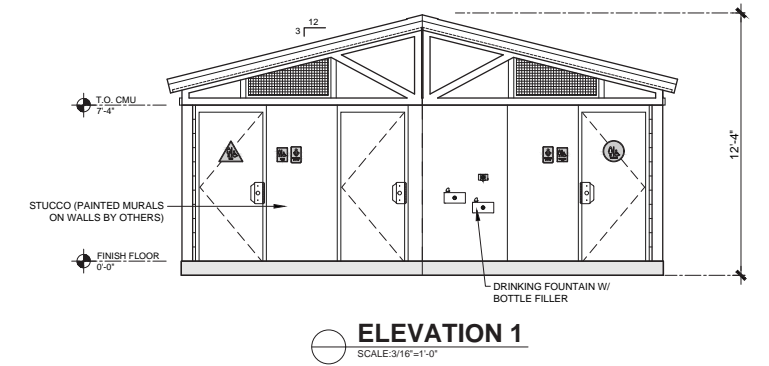 12
3
T.O. CMU
7'-4"
12'-4"
STUCCO (PAINTED MURALS
ON WALLS BY OTHERS)
FINISH FLOOR
0'-0"
DRINKING FOUNTAIN W/
BOTTLE FILLER
ELEVATION 1
SCALE:3/16"=1'-0"